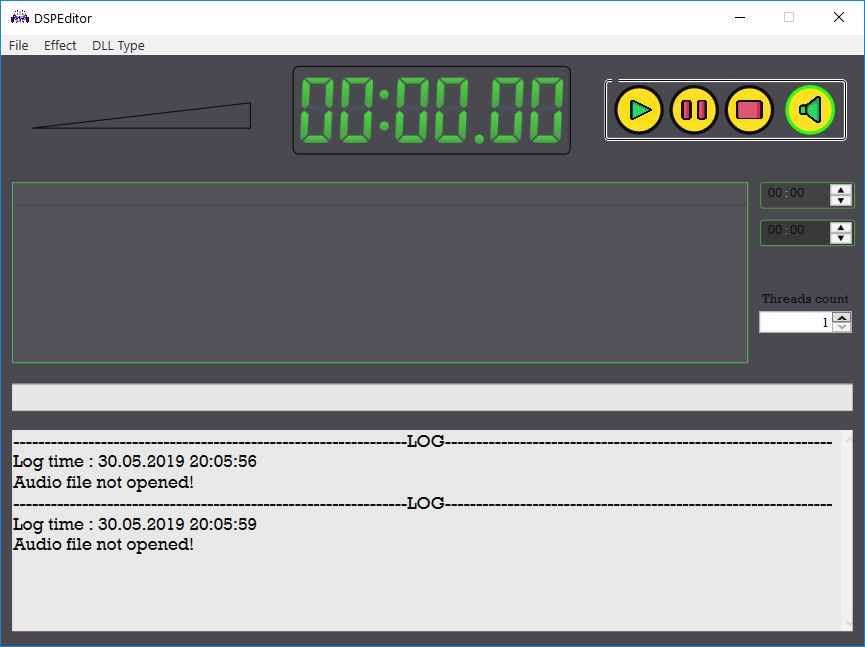 DSPEditor
File Effect DLL Type
00:00.00
00:00
00:00
Threads count
1
---------------------------------------------------------------LOG--------------------------------------------------------------
Log time : 30.05.2019 20:05:56
Audio file not opened!
---------------------------------------------------------------LOG--------------------------------------------------------------
Log time : 30.05.2019 20:05:59
Audio file not opened!